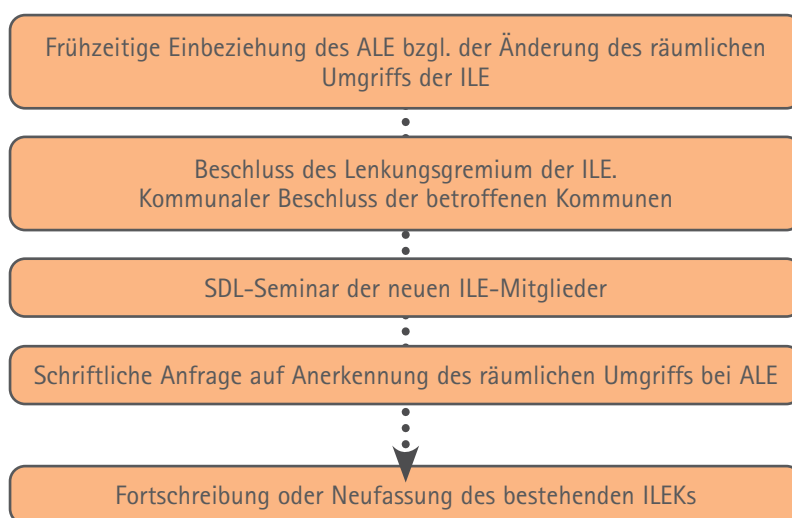 Frühzeitige Einbeziehung des ALE bzgl. der Änderung des räumlichen
Umgriffs der ILE
Beschluss des Lenkungsgremium der ILE.
Kommunaler Beschluss der betroffenen Kommunen
SDL-Seminar der neuen ILE-Mitglieder
Schriftliche Anfrage auf Anerkennung des räumlichen Umgriffs bei ALE
Fortschreibung oder Neufassung des bestehenden ILEKs